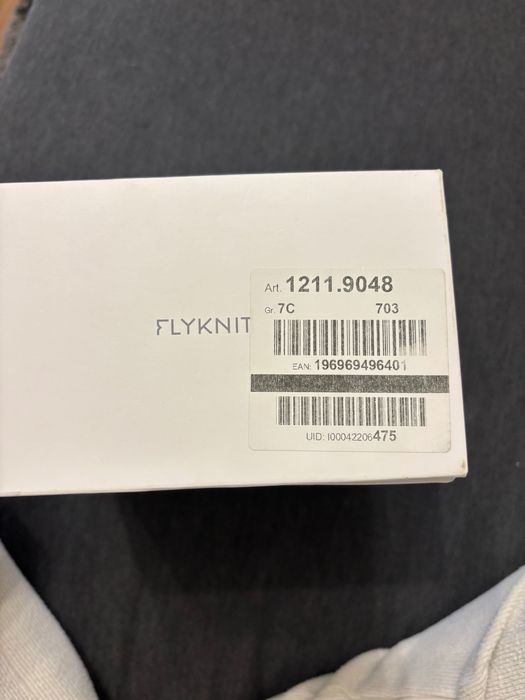 FLYKNIT
Art. 1211.9048
Gr. 7C 703
EAN: 196969496401
UID: I00042206475